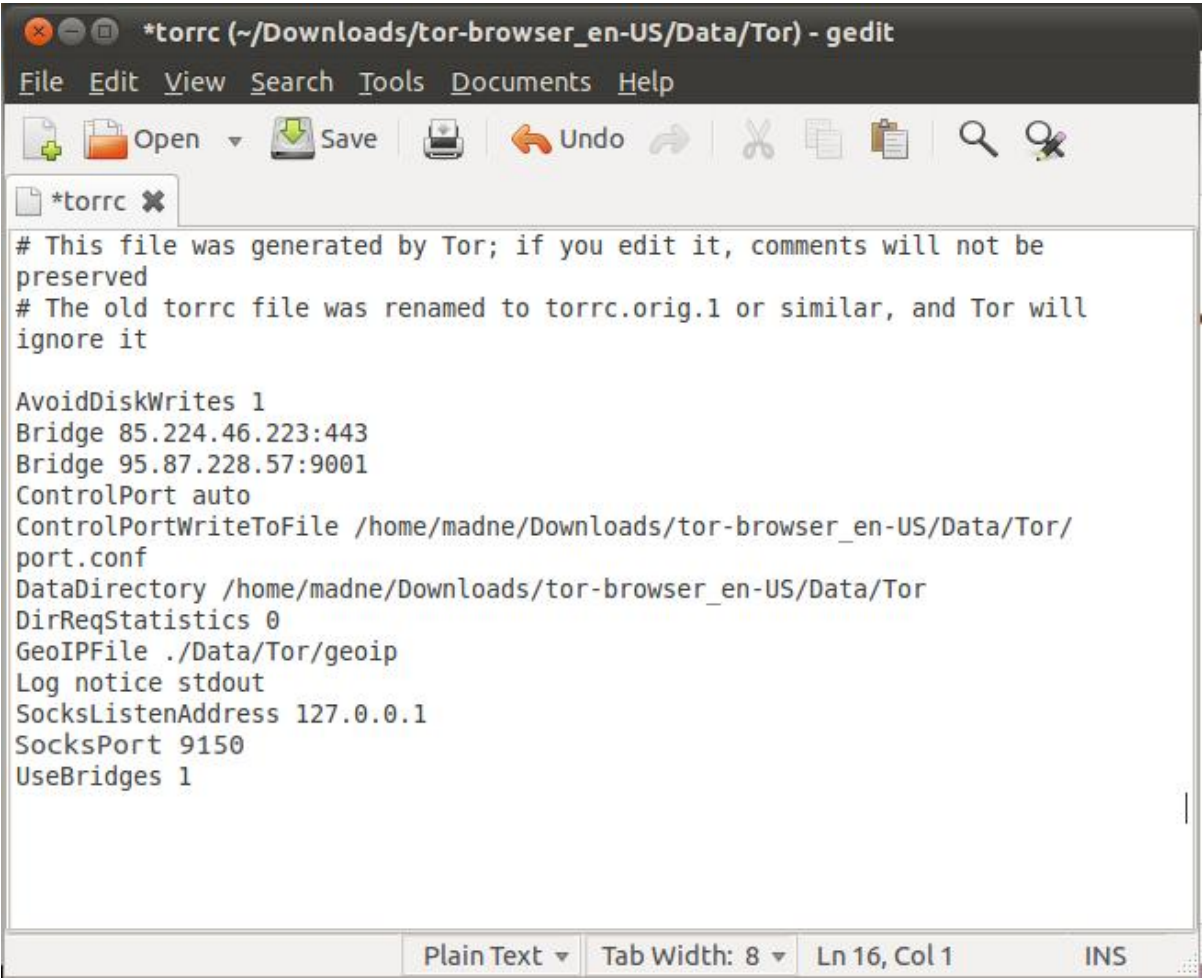 *torrc (~/Downloads/tor-browser_en-US/Data/Tor) - gedit
File Edit View Search Tools Documents Help
Open Save Undo
*torrc
# This file was generated by Tor; if you edit it, comments will not be
preserved
# The old torrc file was renamed to torrc.orig.1 or similar, and Tor will
ignore it
AvoidDiskWrites 1
Bridge 85.224.46.223:443
Bridge 95.87.228.57:9001
ControlPort auto
ControlPortWriteToFile /home/madne/Downloads/tor-browser_en-US/Data/Tor/
port.conf
DataDirectory /home/madne/Downloads/tor-browser_en-US/Data/Tor
DirReqStatistics 0
GeoIPFile ./Data/Tor/geoip
Log notice stdout
SocksListenAddress 127.0.0.1
SocksPort 9150
UseBridges 1
Plain Text Tab Width: 8 Ln 16, Col 1 INS